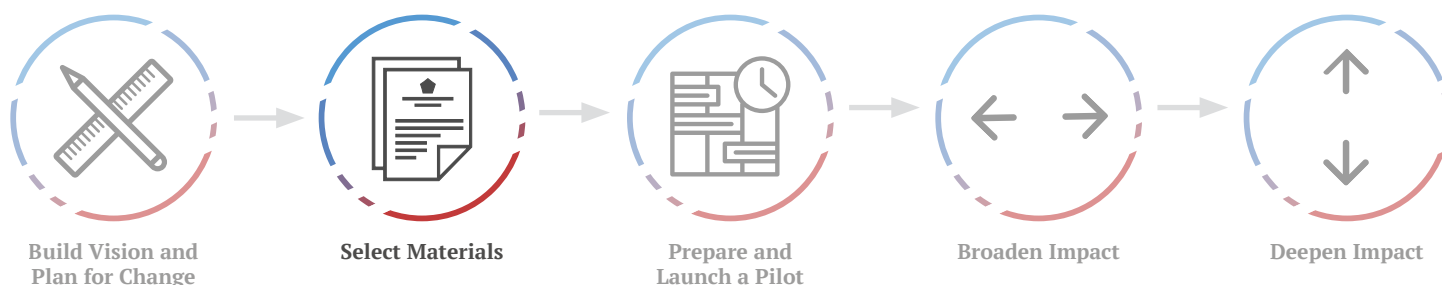 Build Vision and
Plan for Change
Select Materials
Prepare and
Launch a Pilot
Broaden Impact
Deepen Impact